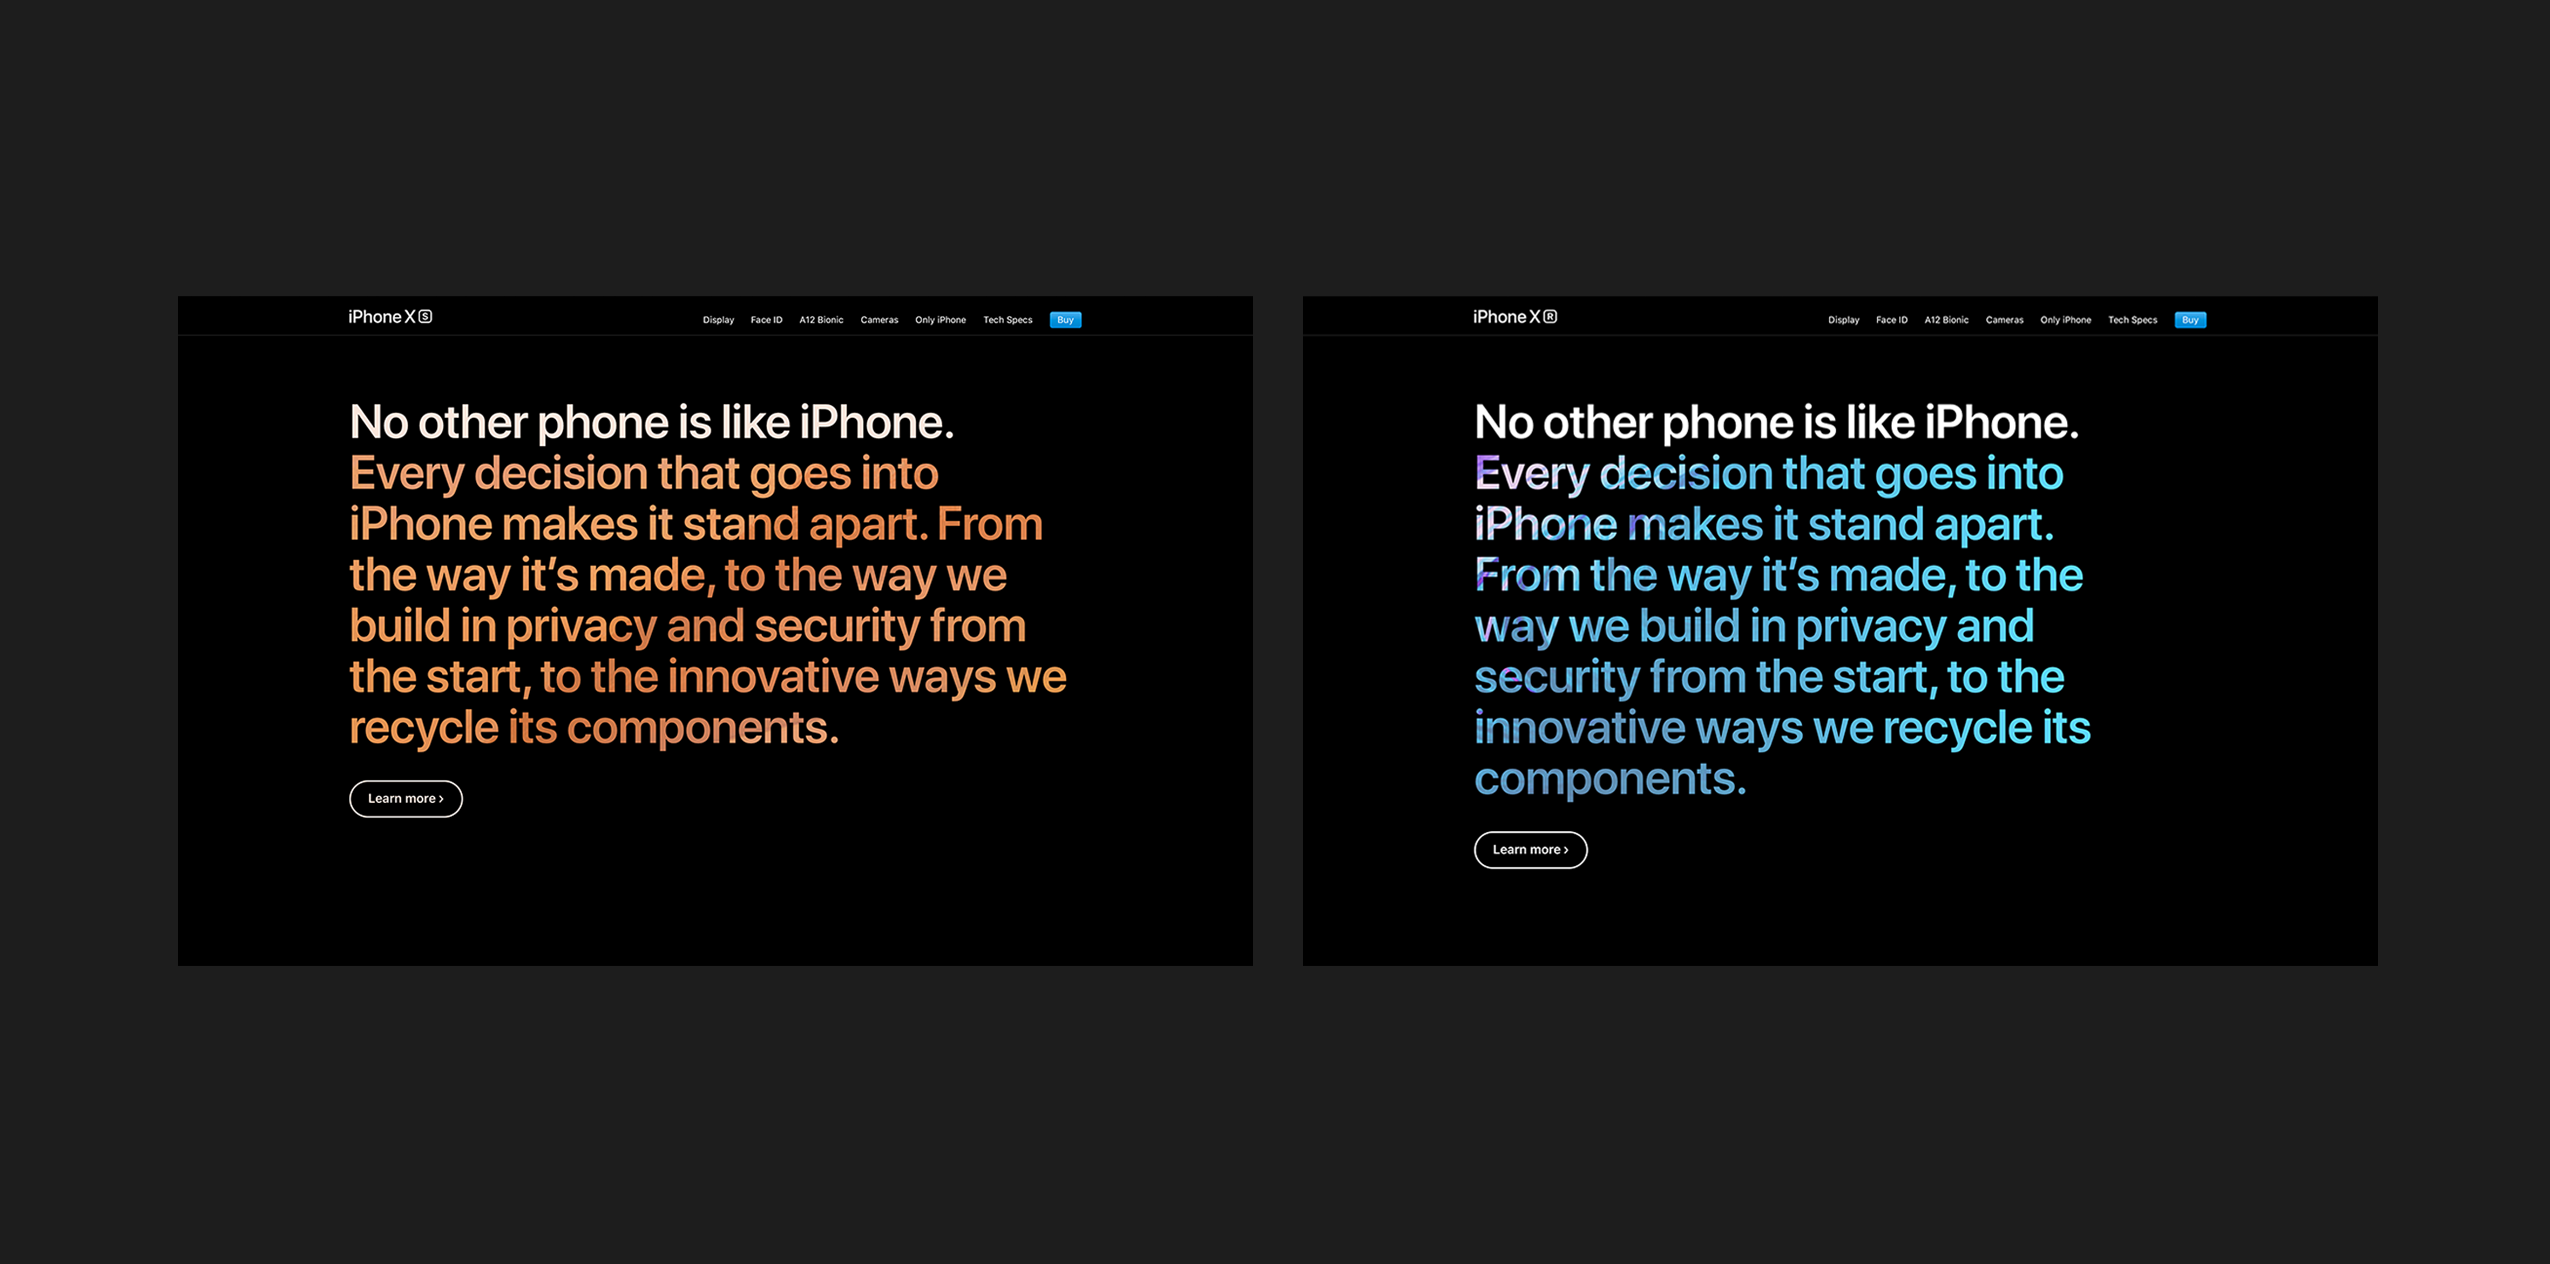 iPhone XS
Display Face ID A12 Bionic Cameras Only iPhone Tech Specs Buy
No other phone is like iPhone.
Every decision that goes into
iPhone makes it stand apart. From
the way it’s made, to the way we
build in privacy and security from
the start, to the innovative ways we
recycle its components.
Learn more ›
iPhone XR
Display Face ID A12 Bionic Cameras Only iPhone Tech Specs Buy
No other phone is like iPhone.
Every decision that goes into
iPhone makes it stand apart.
From the way it’s made, to the
way we build in privacy and
security from the start, to the
innovative ways we recycle its
components.
Learn more ›